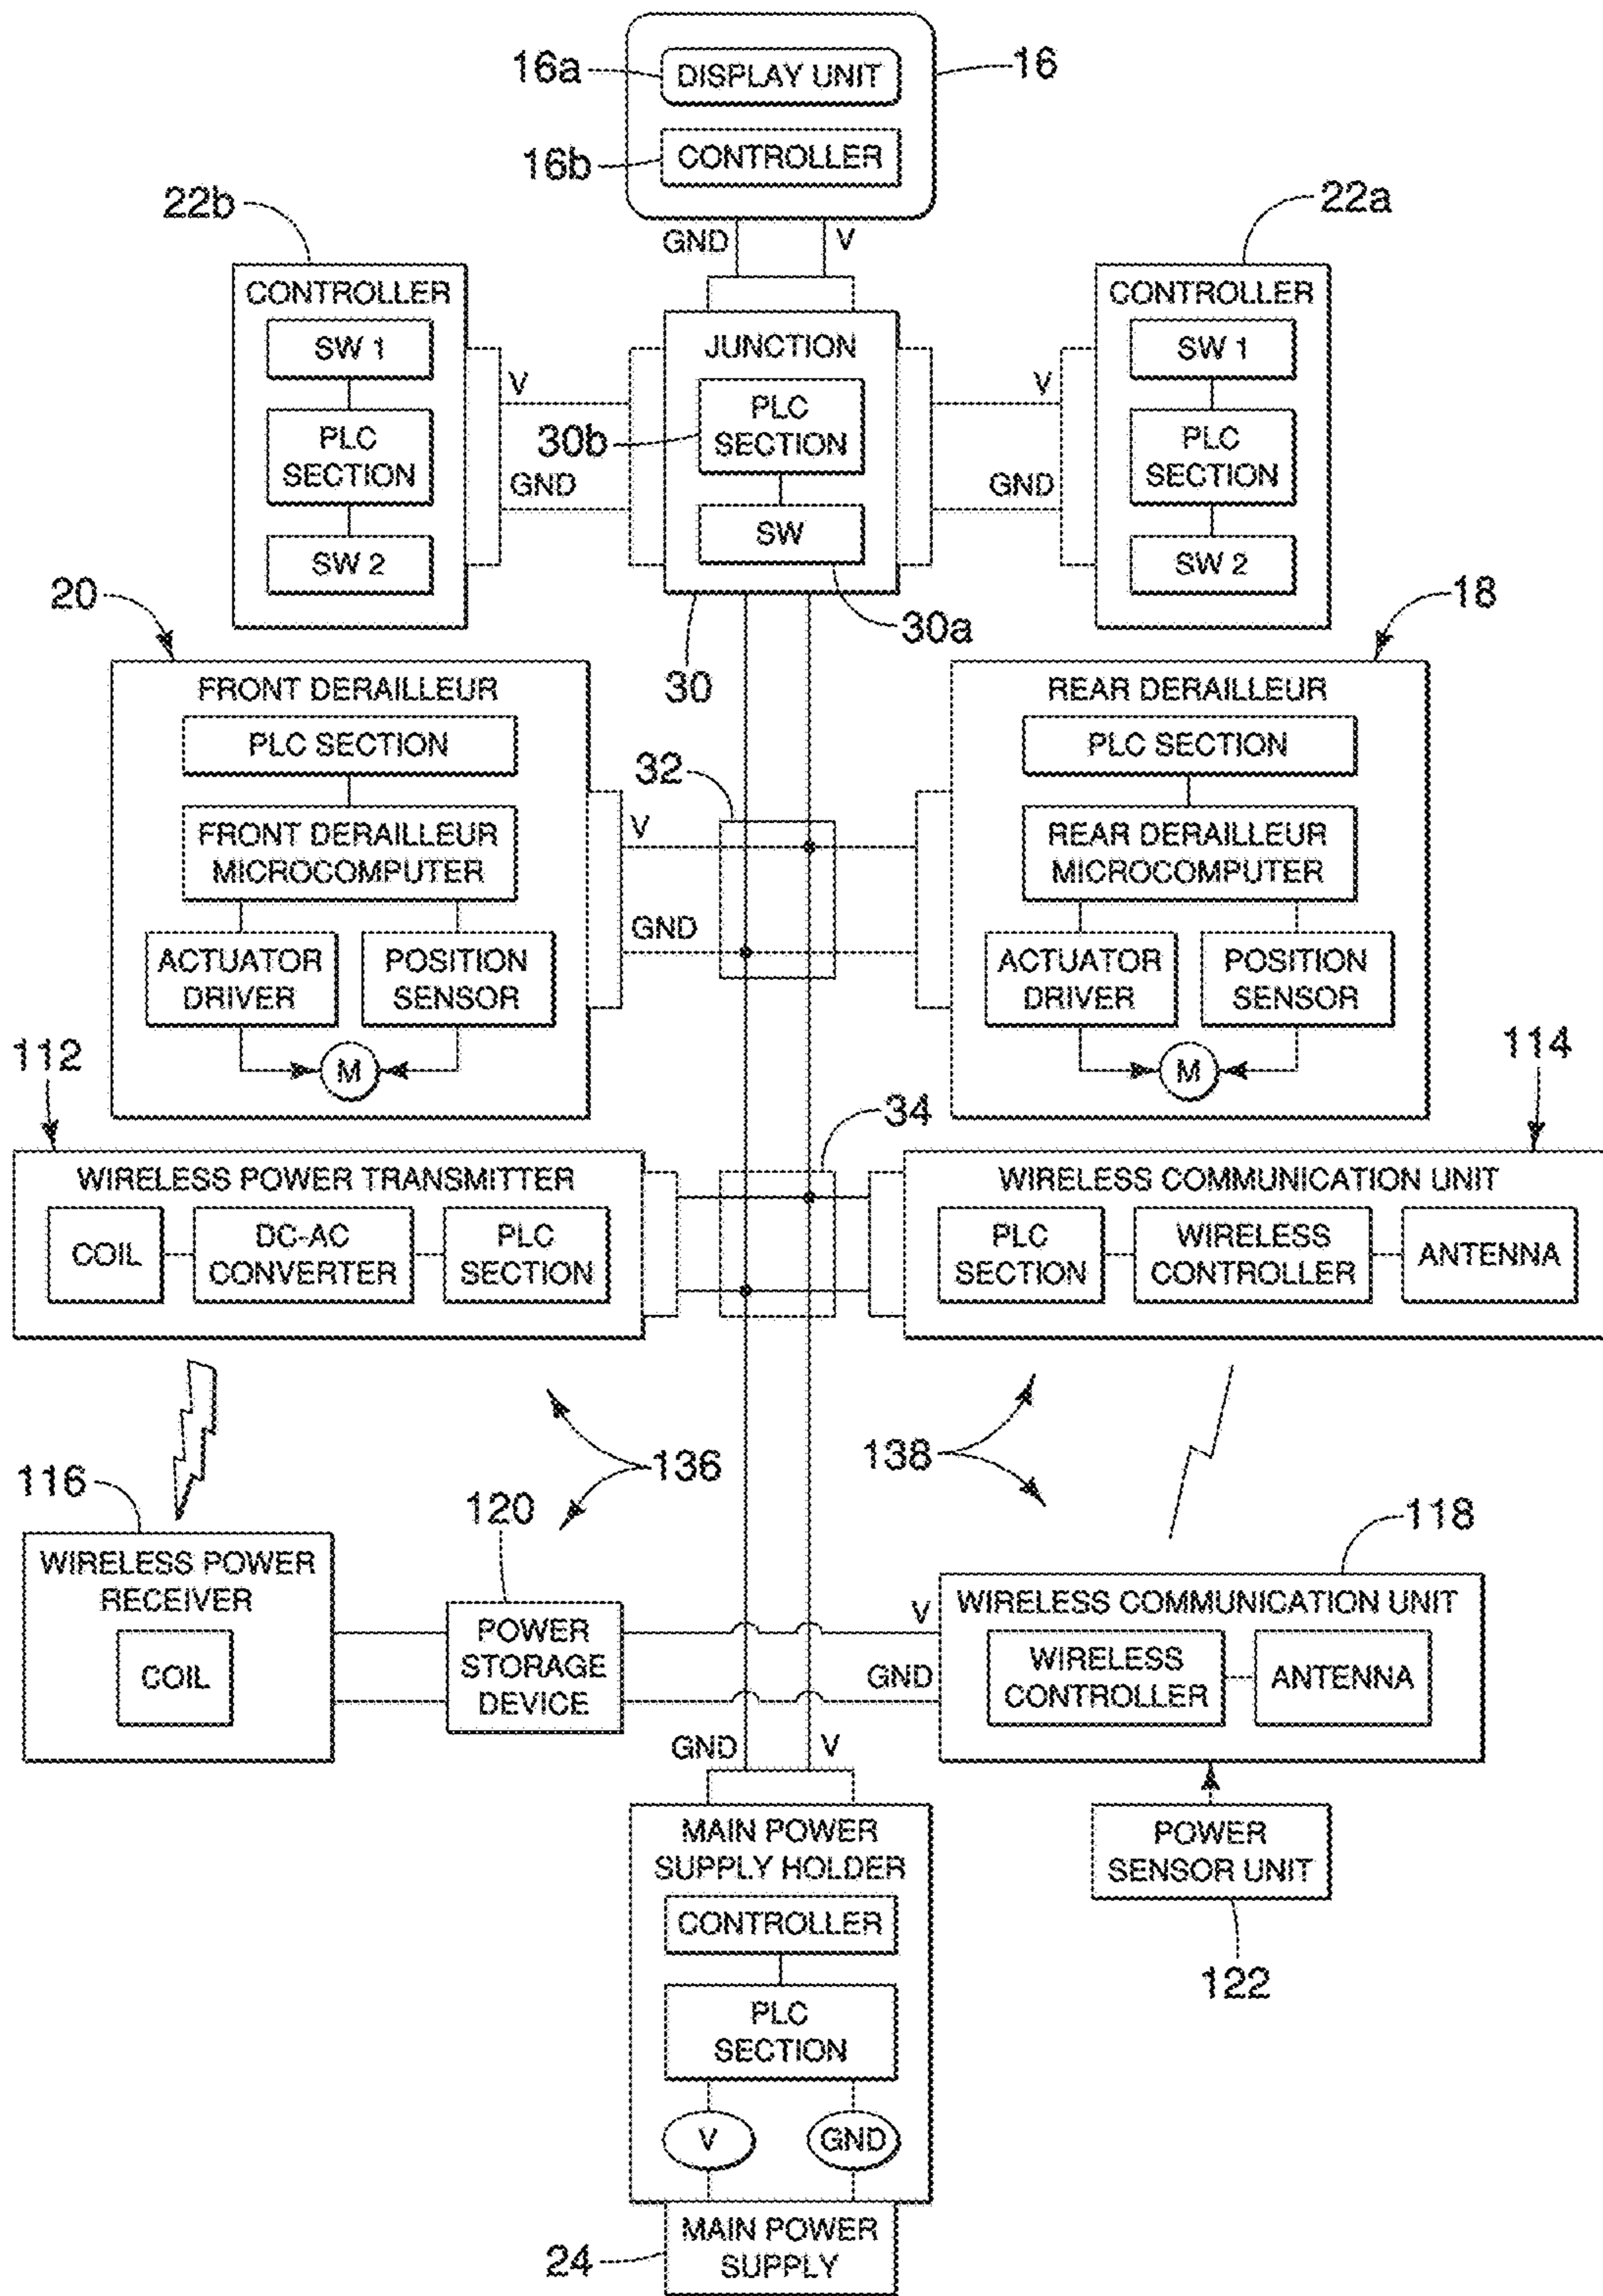 16a
DISPLAY UNIT
16
16b
CONTROLLER
22b
22a
GND
V
CONTROLLER
SW 1
PLC
SECTION
SW 2
V
GND
JUNCTION
PLC
SECTION
30b
SW
30a
30
V
GND
CONTROLLER
SW 1
PLC
SECTION
SW 2
20
FRONT DERAILLEUR
PLC SECTION
FRONT DERAILLEUR
MICROCOMPUTER
ACTUATOR
DRIVER
POSITION
SENSOR
M
32
V
GND
18
REAR DERAILLEUR
PLC SECTION
REAR DERAILLEUR
MICROCOMPUTER
ACTUATOR
DRIVER
POSITION
SENSOR
M
112
WIRELESS POWER TRANSMITTER
COIL
DC-AC
CONVERTER
PLC
SECTION
34
114
WIRELESS COMMUNICATION UNIT
PLC
SECTION
WIRELESS
CONTROLLER
ANTENNA
136
138
116
WIRELESS POWER
RECEIVER
COIL
120
POWER
STORAGE
DEVICE
V
GND
118
WIRELESS COMMUNICATION UNIT
WIRELESS
CONTROLLER
ANTENNA
GND
V
POWER
SENSOR UNIT
122
MAIN POWER
SUPPLY HOLDER
CONTROLLER
PLC
SECTION
V
GND
24
MAIN POWER
SUPPLY